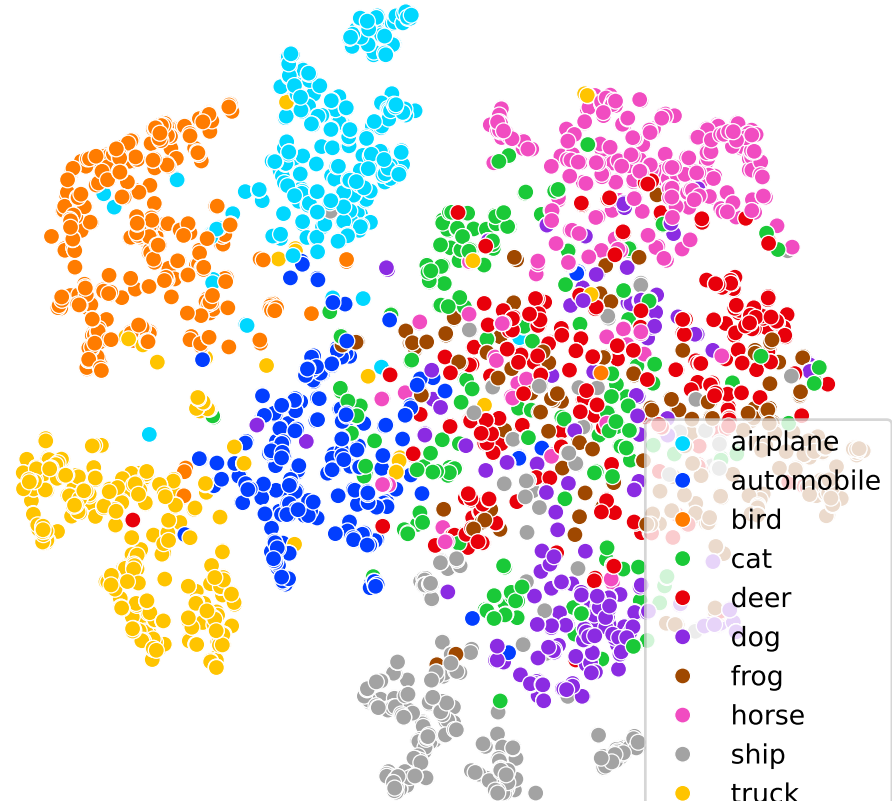 airplane
automobile
bird
cat
deer
dog
frog
horse
ship
truck